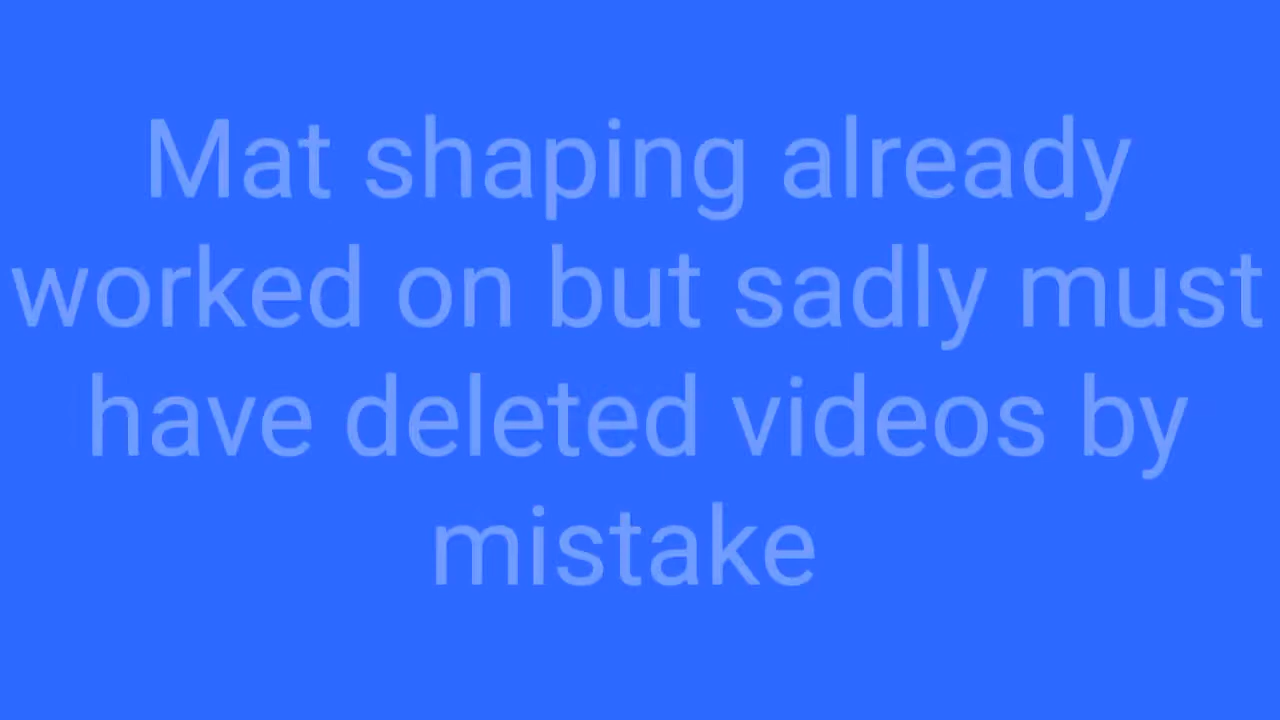 Mat shaping already
worked on but sadly must
have deleted videos by
mistake